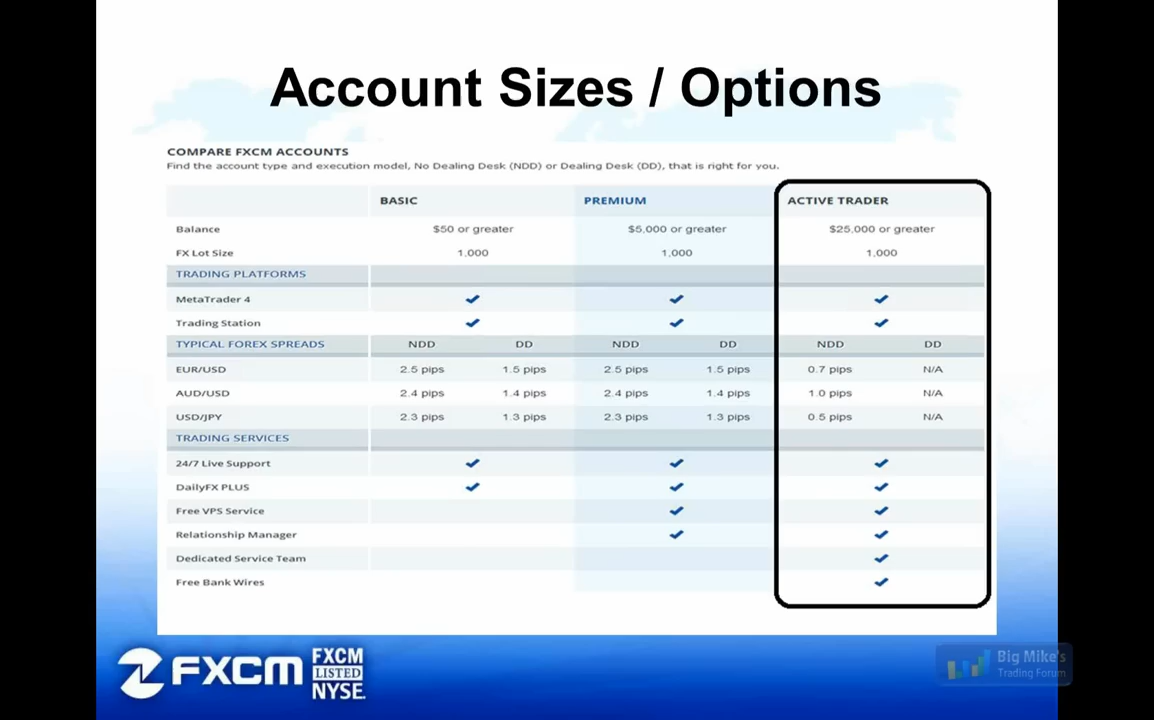 Account Sizes / Options
COMPARE FXCM ACCOUNTS
Find the account type and execution model, No Dealing Desk (NDD) or Dealing Desk (DD), that is right for you.
BASIC PREMIUM ACTIVE TRADER
Balance $50 or greater $5,000 or greater $25,000 or greater
FX Lot Size 1,000 1,000 1,000
TRADING PLATFORMS
MetaTrader 4
Trading Station
TYPICAL FOREX SPREADS NDD DD NDD DD NDD DD
EUR/USD 2.5 pips 1.5 pips 2.5 pips 1.5 pips 0.7 pips N/A
AUD/USD 2.4 pips 1.4 pips 2.4 pips 1.4 pips 1.0 pips N/A
USD/JPY 2.3 pips 1.3 pips 2.3 pips 1.3 pips 0.5 pips N/A
TRADING SERVICES
24/7 Live Support
DailyFX PLUS
Free VPS Service
Relationship Manager
Dedicated Service Team
Free Bank Wires
FXCM
FXCM
LISTED
NYSE.
Big Mike's
Trading Forum